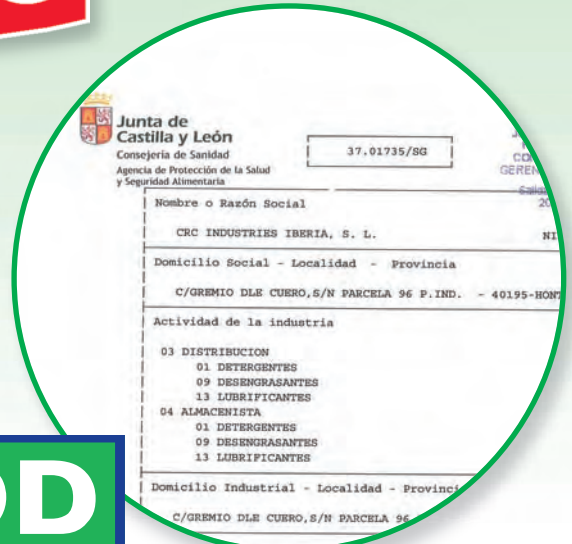 Junta de
Castilla y León
Consejería de Sanidad
Agencia de Protección de la Salud
y Seguridad Alimentaria
37.01735/SG
Nombre o Razón Social
CRC INDUSTRIES IBERIA, S. L.
Domicilio Social - Localidad - Provincia
C/GREMIO DLE CUERO,S/N PARCELA 96 P.IND. - 40195-HON
Actividad de la industria
03 DISTRIBUCION
01 DETERGENTES
09 DESENGRASANTES
13 LUBRIFICANTES
04 ALMACENISTA
01 DETERGENTES
09 DESENGRASANTES
13 LUBRIFICANTES
Domicilio Industrial - Localidad - Provinci
C/GREMIO DLE CUERO,S/N PARCELA 96